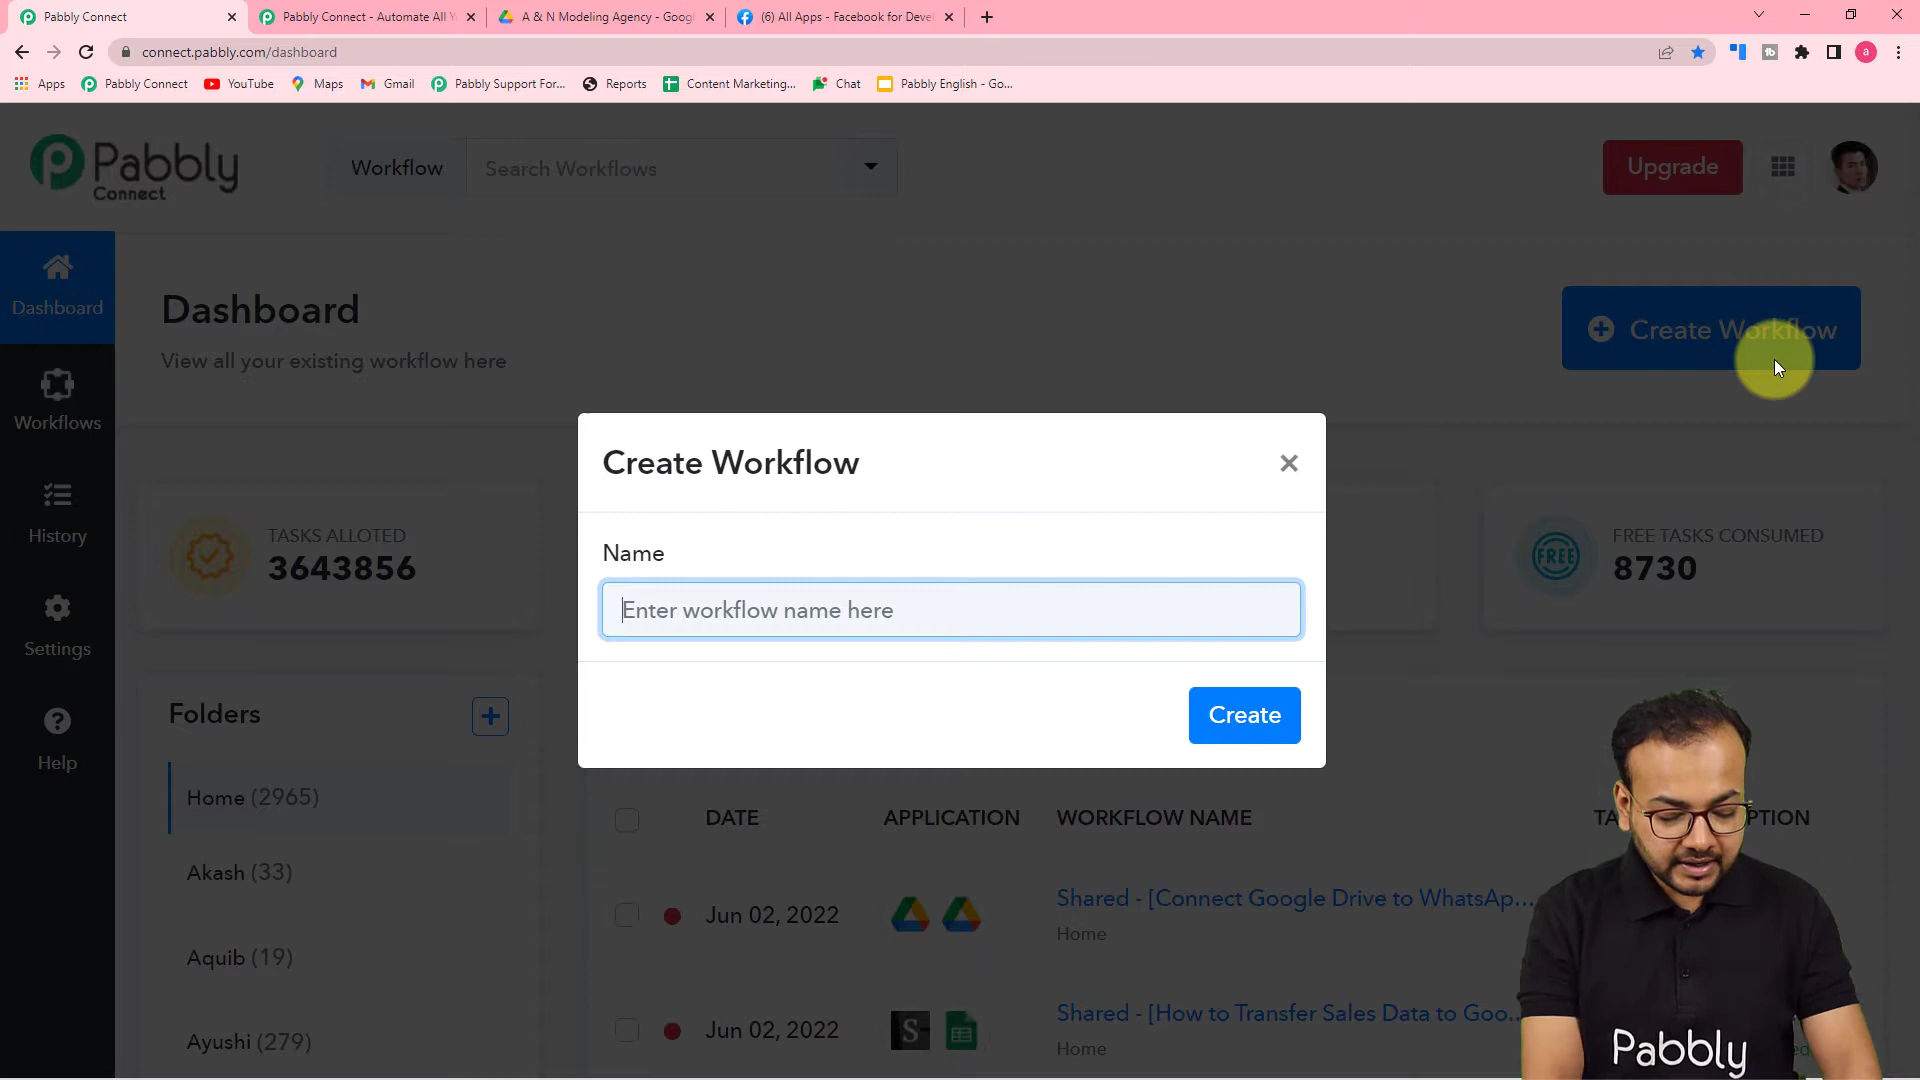 Pabbly Connect
Pabbly Connect - Automate All Y
A & N Modeling Agency - Goog
(6) All Apps - Facebook for Devel
connect.pabbly.com/dashboard
a
Apps
Pabbly Connect
YouTube
Maps
Gmail
Pabbly Support For...
Reports
Content Marketing...
Chat
Pabbly English - Go...
Pabbly
Connect
Workflow
Search Workflows
Upgrade
Dashboard
Dashboard
View all your existing workflow here
Create Workflow
Workflows
Create Workflow
TASKS ALLOTED
3643856
FREE
FREE TASKS CONSUMED
8730
History
Name
Enter workflow name here
Settings
Create
Folders
Help
Home (2965)
DATE
APPLICATION
WORKFLOW NAME
Akash (33)
Jun 02, 2022
Shared - [Connect Google Drive to WhatsAp...
Home
Aquib (19)
Jun 02, 2022
S
Shared - [How to Transfer Sales Data to Goo...
Home
Ayushi (279)
Pabbly